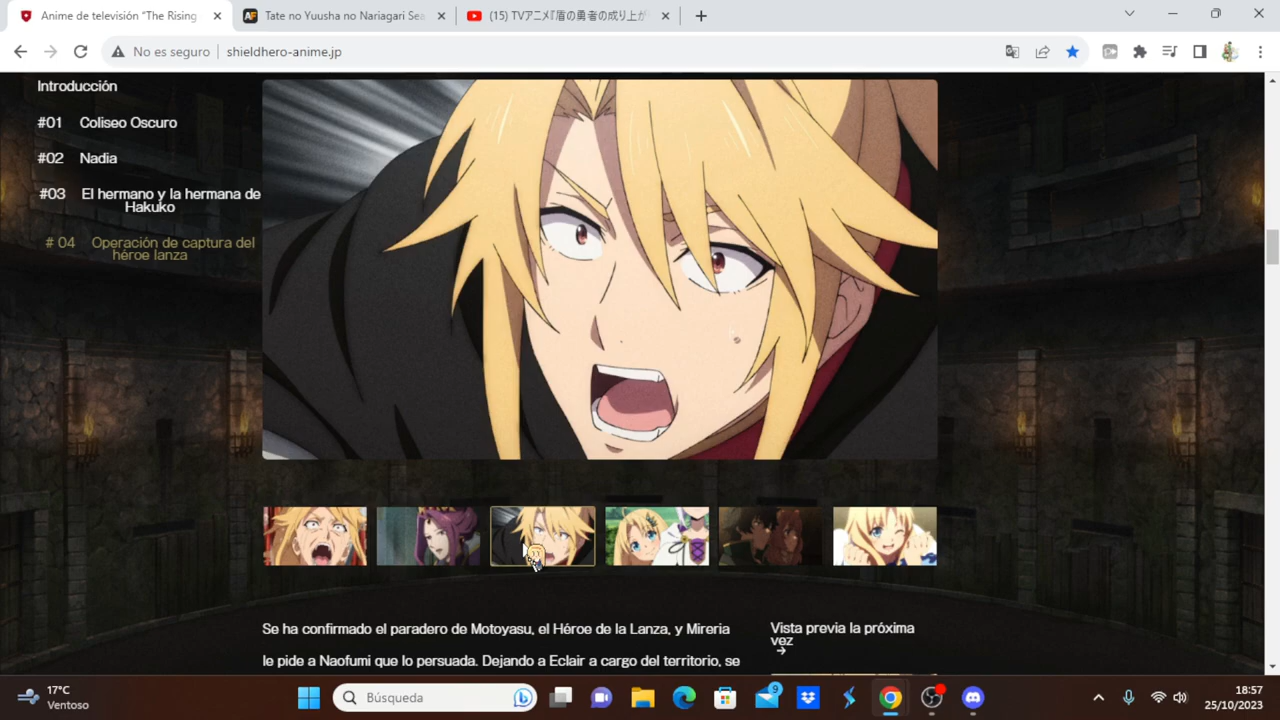 Anime de televisión “The Rising
Tate no Yuusha no Nariagari Sea
(15) TVアニメ『盾の勇者の成り上が
No es seguro
shieldhero-anime.jp
Introducción
#01 Coliseo Oscuro
#02 Nadia
#03 El hermano y la hermana de
Hakuko
# 04 Operación de captura del
héroe lanza
Se ha confirmado el paradero de Motoyasu, el Héroe de la Lanza, y Mireria
le pide a Naofumi que lo persuada. Dejando a Eclair a cargo del territorio, se
Vista previa la próxima
vez
17°C
Ventoso
Búsqueda
9
18:57
25/10/2023